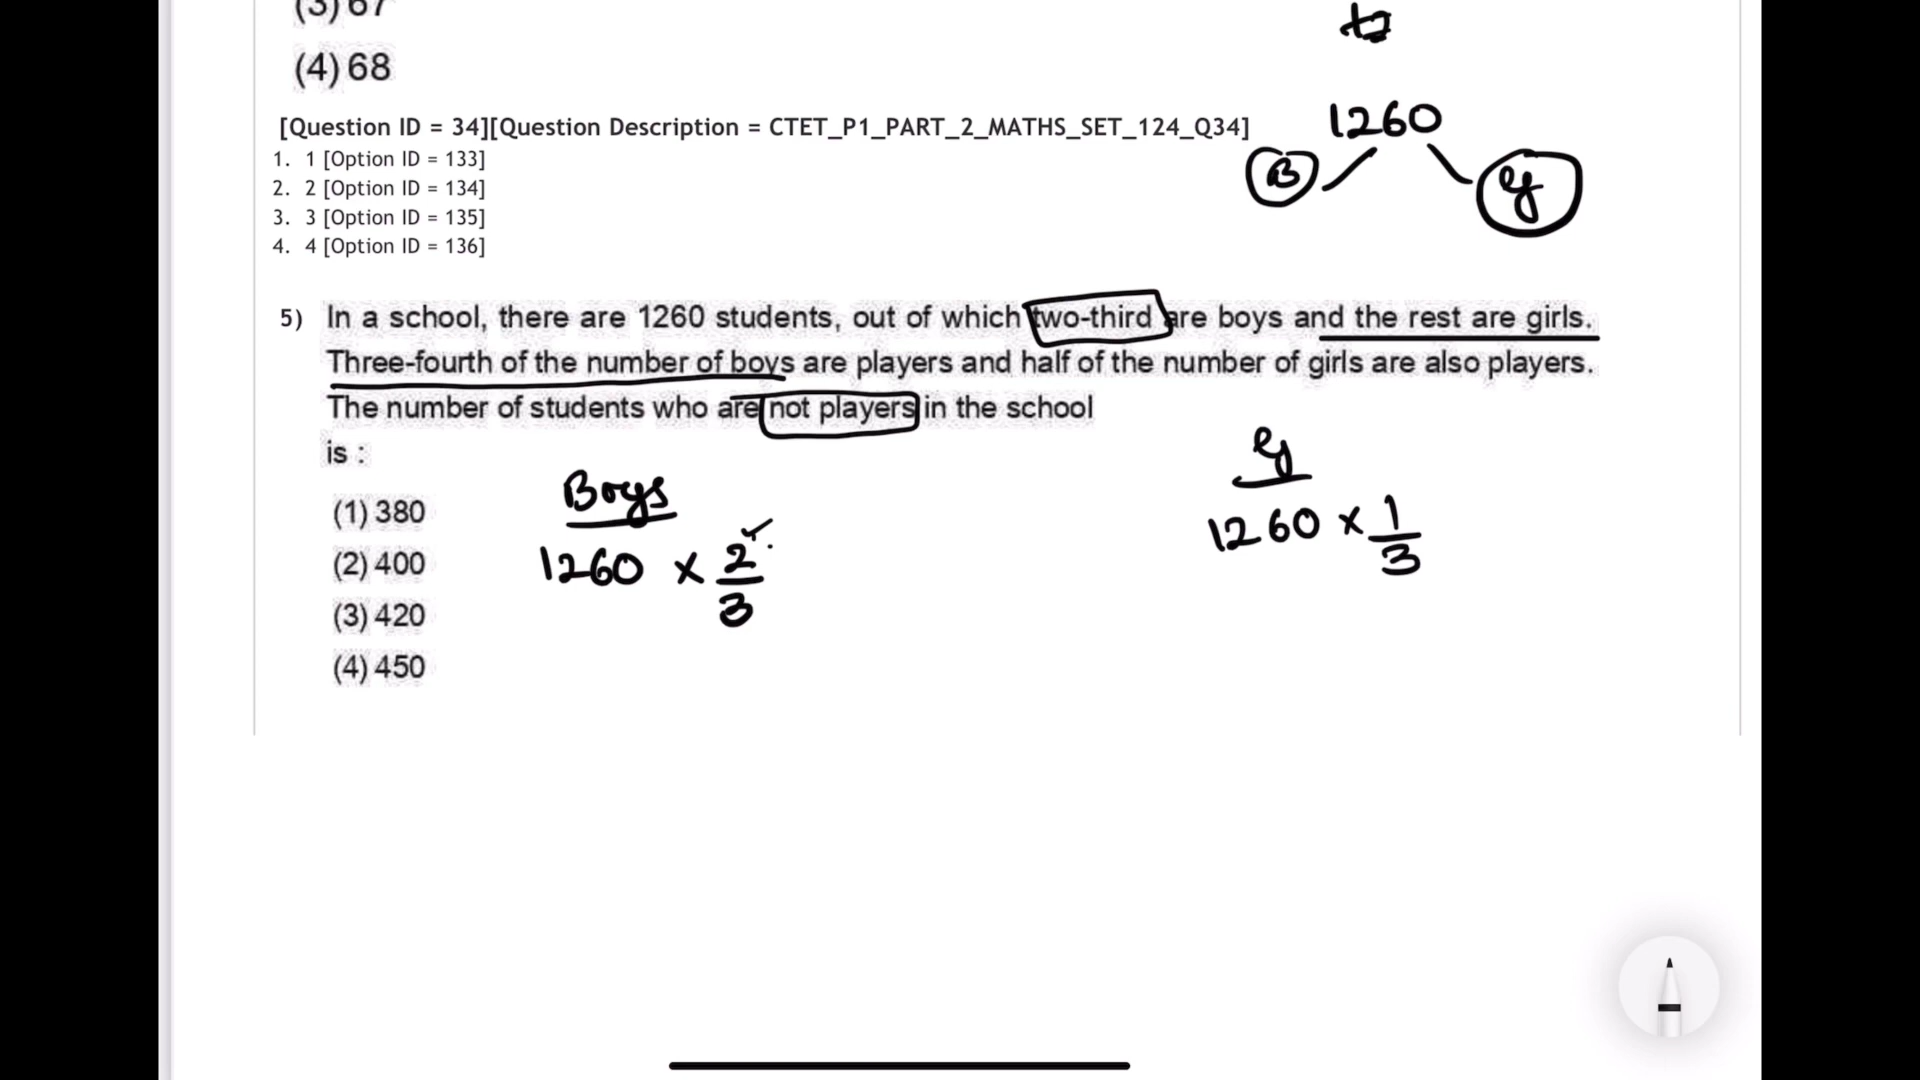 (3) 67
(4) 68
[Question ID = 34][Question Description = CTET_P1_PART_2_MATHS_SET_124_Q34]
1. 1 [Option ID = 133]
2. 2 [Option ID = 134]
3. 3 [Option ID = 135]
4. 4 [Option ID = 136]
1260
B
G
5) In a school, there are 1260 students, out of which two-third are boys and the rest are girls.
Three-fourth of the number of boys are players and half of the number of girls are also players.
The number of students who are not players in the school
is :
(1) 380
(2) 400
(3) 420
(4) 450
Boys
1260 × 2/3
G
1260 × 1/3